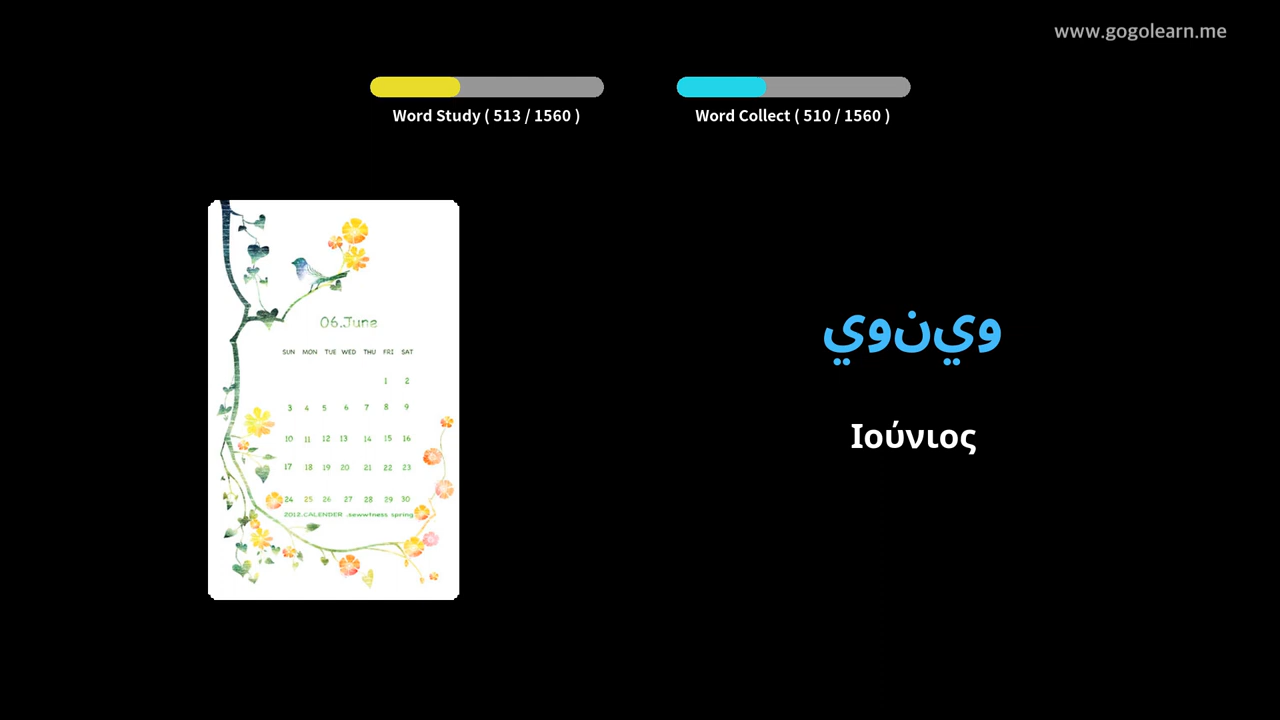 www.gogolearn.me
Word Study ( 513 / 1560 )
Word Collect ( 510 / 1560 )
06.June
SUN MON TUE WED THU FRI SAT
1 2
3 4 5 6 7 8 9
10 11 12 13 14 15 16
17 18 19 20 21 22 23
24 25 26 27 28 29 30
2012.CALENDER .sewwtness spring
يونيو
Ιούνιος